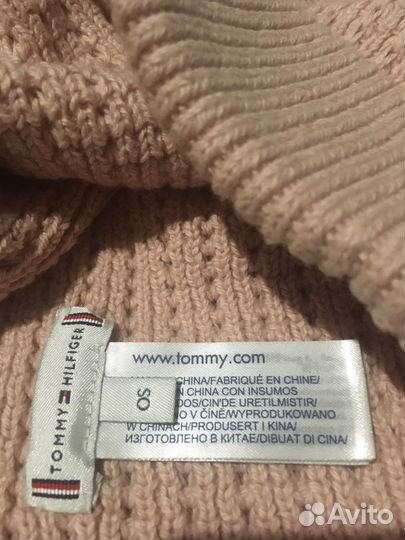 TOMMY HILFIGER
OS
www.tommy.com
CHINA/FABRIQUÉ EN CHINE/
N CHINA CON INSUMOS
DOS/CIN'DE URETILMISTIR/
O V ČÍNĚ/WYPRODUKOWANO
W CHINACH/PRODUSERT I KINA/
ИЗГОТОВЛЕНО В КИТАЕ/DIBUAT DI CINA/
Avito